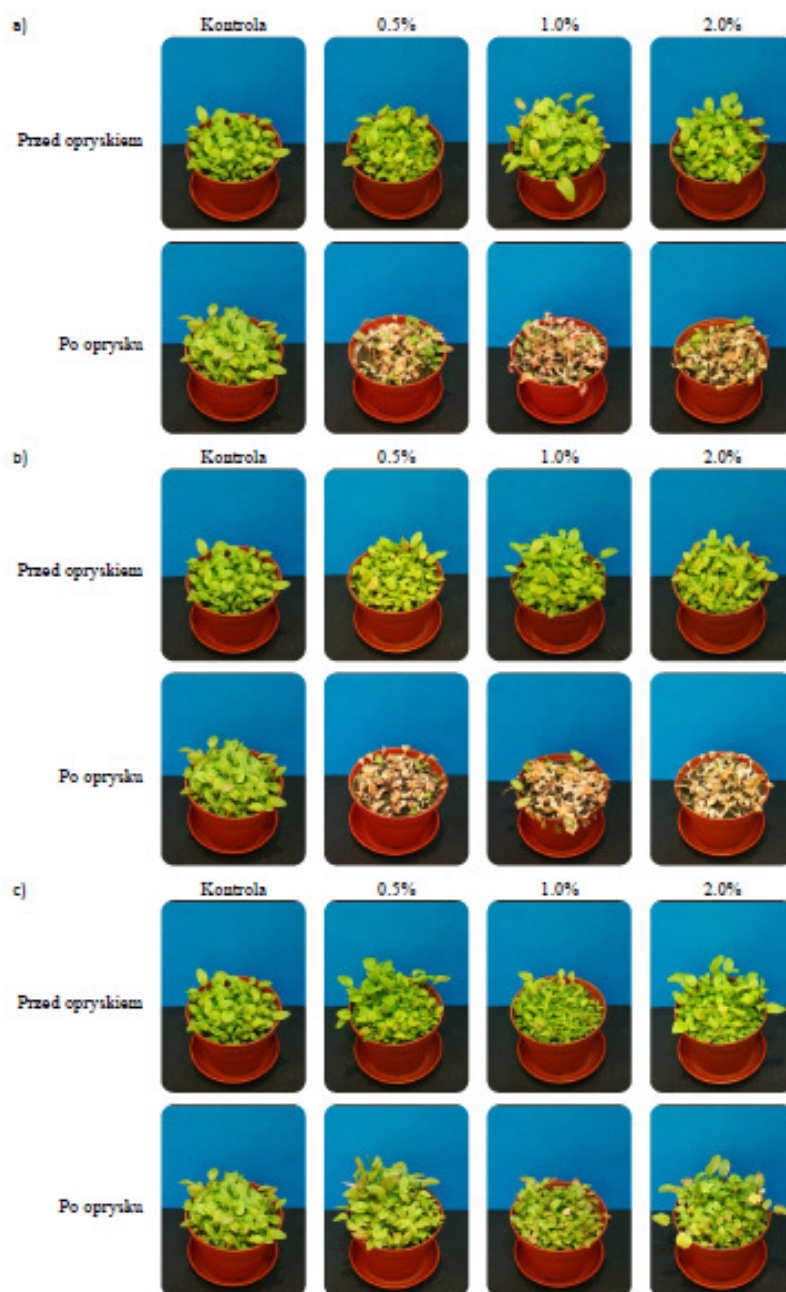 a) Kontrola 0.5% 1.0% 2.0%
Przed opryskiem
Po oprysku
b) Kontrola 0.5% 1.0% 2.0%
Przed opryskiem
Po oprysku
c) Kontrola 0.5% 1.0% 2.0%
Przed opryskiem
Po oprysku